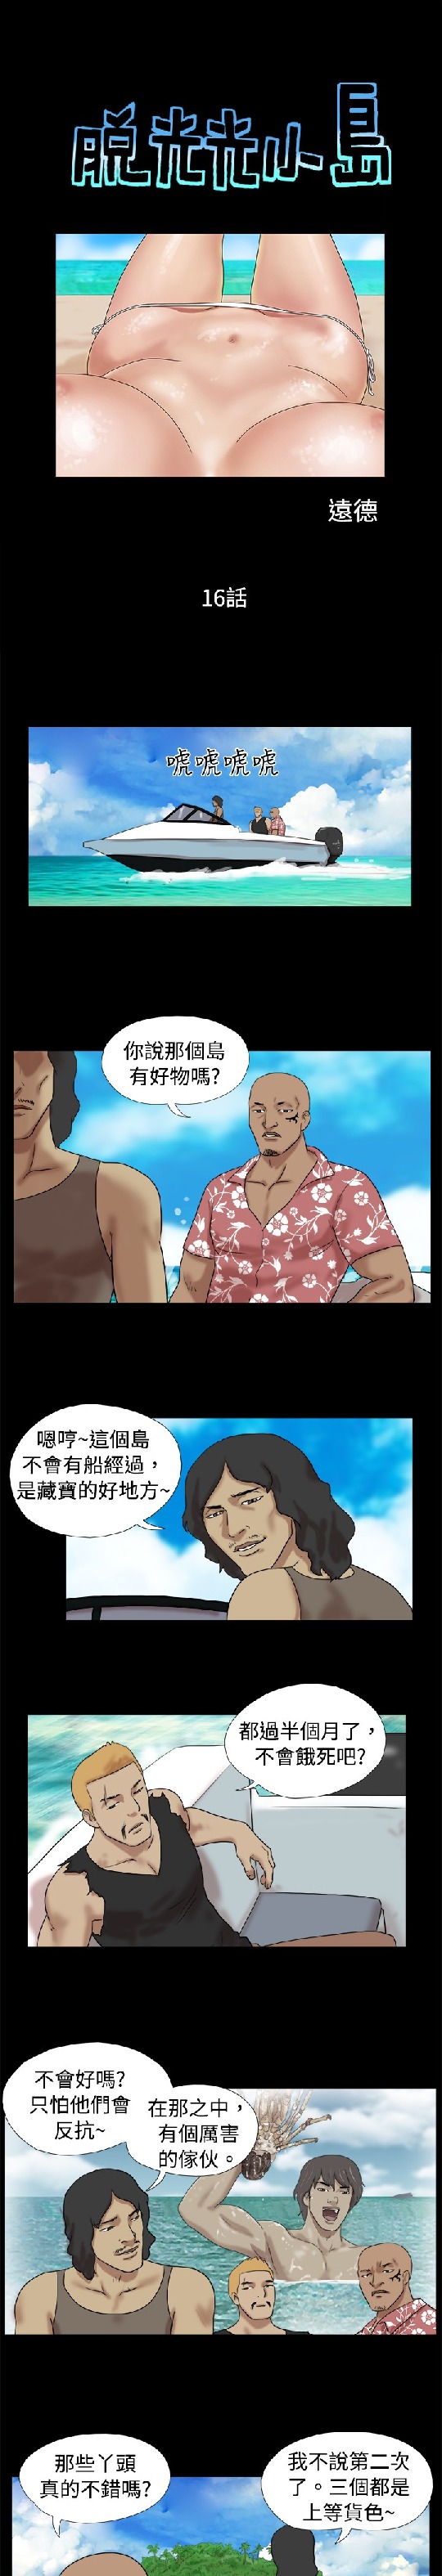 脫光光小島
遠德
16話
唬唬唬唬
你說那個島
有好物嗎?
嗯哼~這個島
不會有船經過，
是藏寶的好地方~
都過半個月了，
不會餓死吧?
不會好嗎?
只怕他們會
反抗~
在那之中，
有個厲害
的傢伙。
那些丫頭
真的不錯嗎?
我不說第二次
了。三個都是
上等貨色~